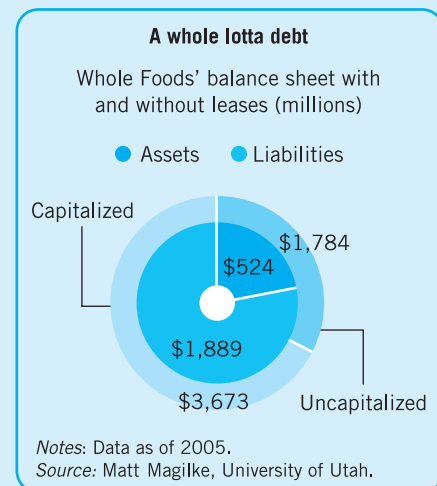 A whole lotta debt
Whole Foods' balance sheet with
and without leases (millions)
Assets Liabilities
Capitalized
$1,784
$524
$1,889
$3,673
Uncapitalized
Notes: Data as of 2005.
Source: Matt Magilke, University of Utah.